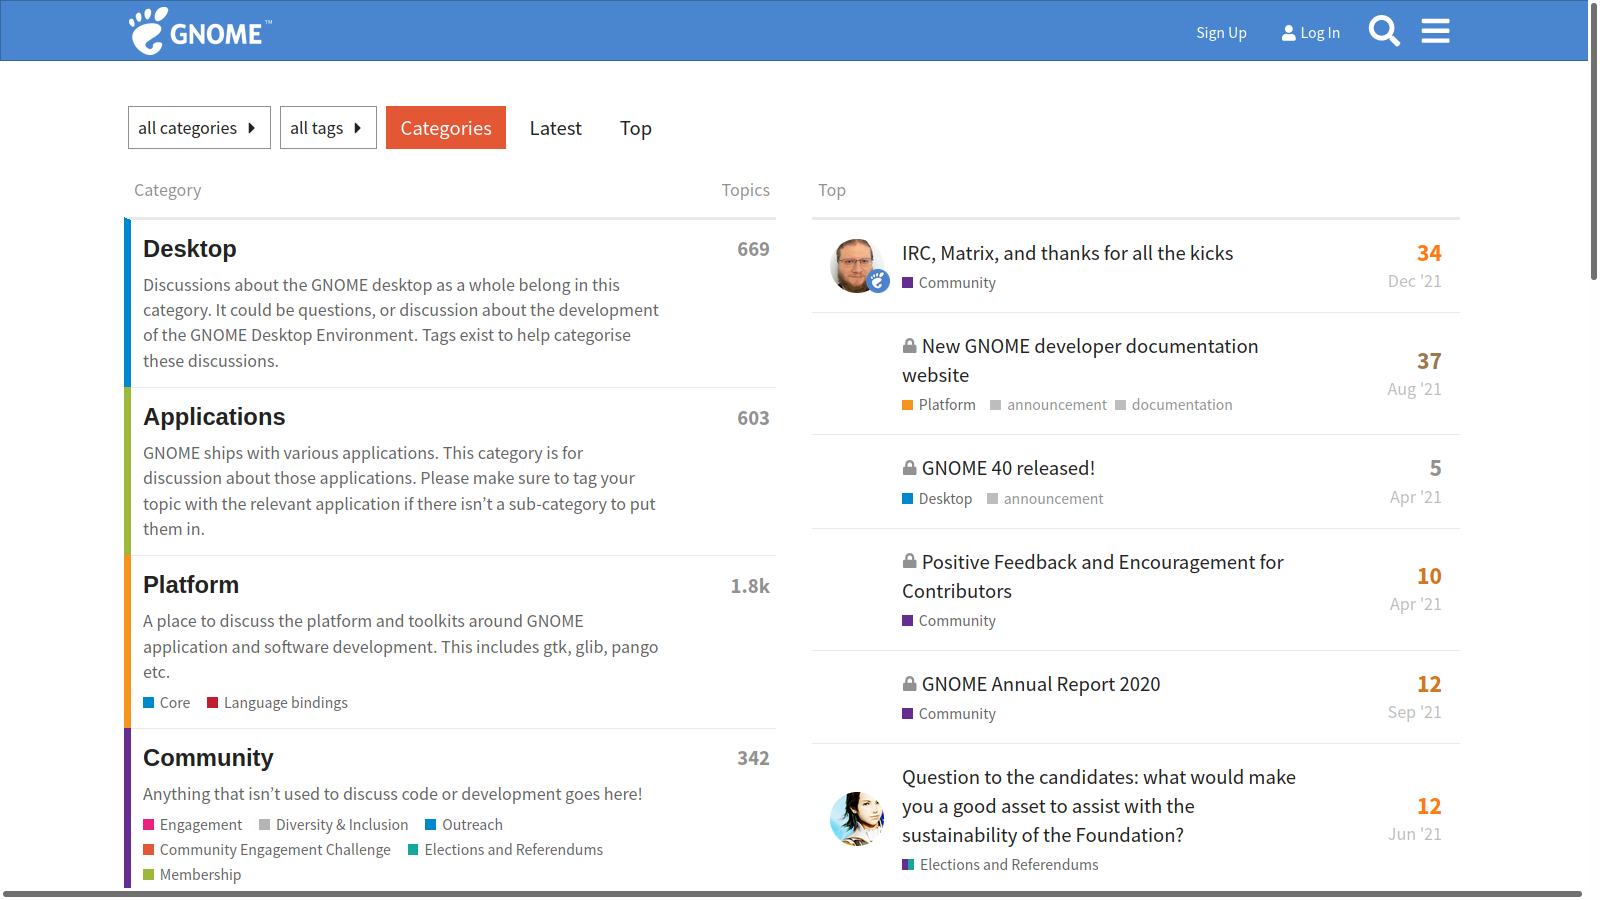 GNOME™
Sign Up
Log In
all categories
all tags
Categories
Latest
Top
Category
Topics
Desktop
669
Discussions about the GNOME desktop as a whole belong in this
category. It could be questions, or discussion about the development
of the GNOME Desktop Environment. Tags exist to help categorise
these discussions.
Applications
603
GNOME ships with various applications. This category is for
discussion about those applications. Please make sure to tag your
topic with the relevant application if there isn’t a sub-category to put
them in.
Platform
1.8k
A place to discuss the platform and toolkits around GNOME
application and software development. This includes gtk, glib, pango
etc.
Core
Language bindings
Community
342
Anything that isn’t used to discuss code or development goes here!
Engagement
Diversity & Inclusion
Outreach
Community Engagement Challenge
Elections and Referendums
Membership
Top
IRC, Matrix, and thanks for all the kicks
34
Community
Dec '21
New GNOME developer documentation
website
37
Platform
announcement
documentation
Aug '21
GNOME 40 released!
5
Desktop
announcement
Apr '21
Positive Feedback and Encouragement for
Contributors
10
Community
Apr '21
GNOME Annual Report 2020
12
Community
Sep '21
Question to the candidates: what would make
you a good asset to assist with the
sustainability of the Foundation?
12
Jun '21
Elections and Referendums